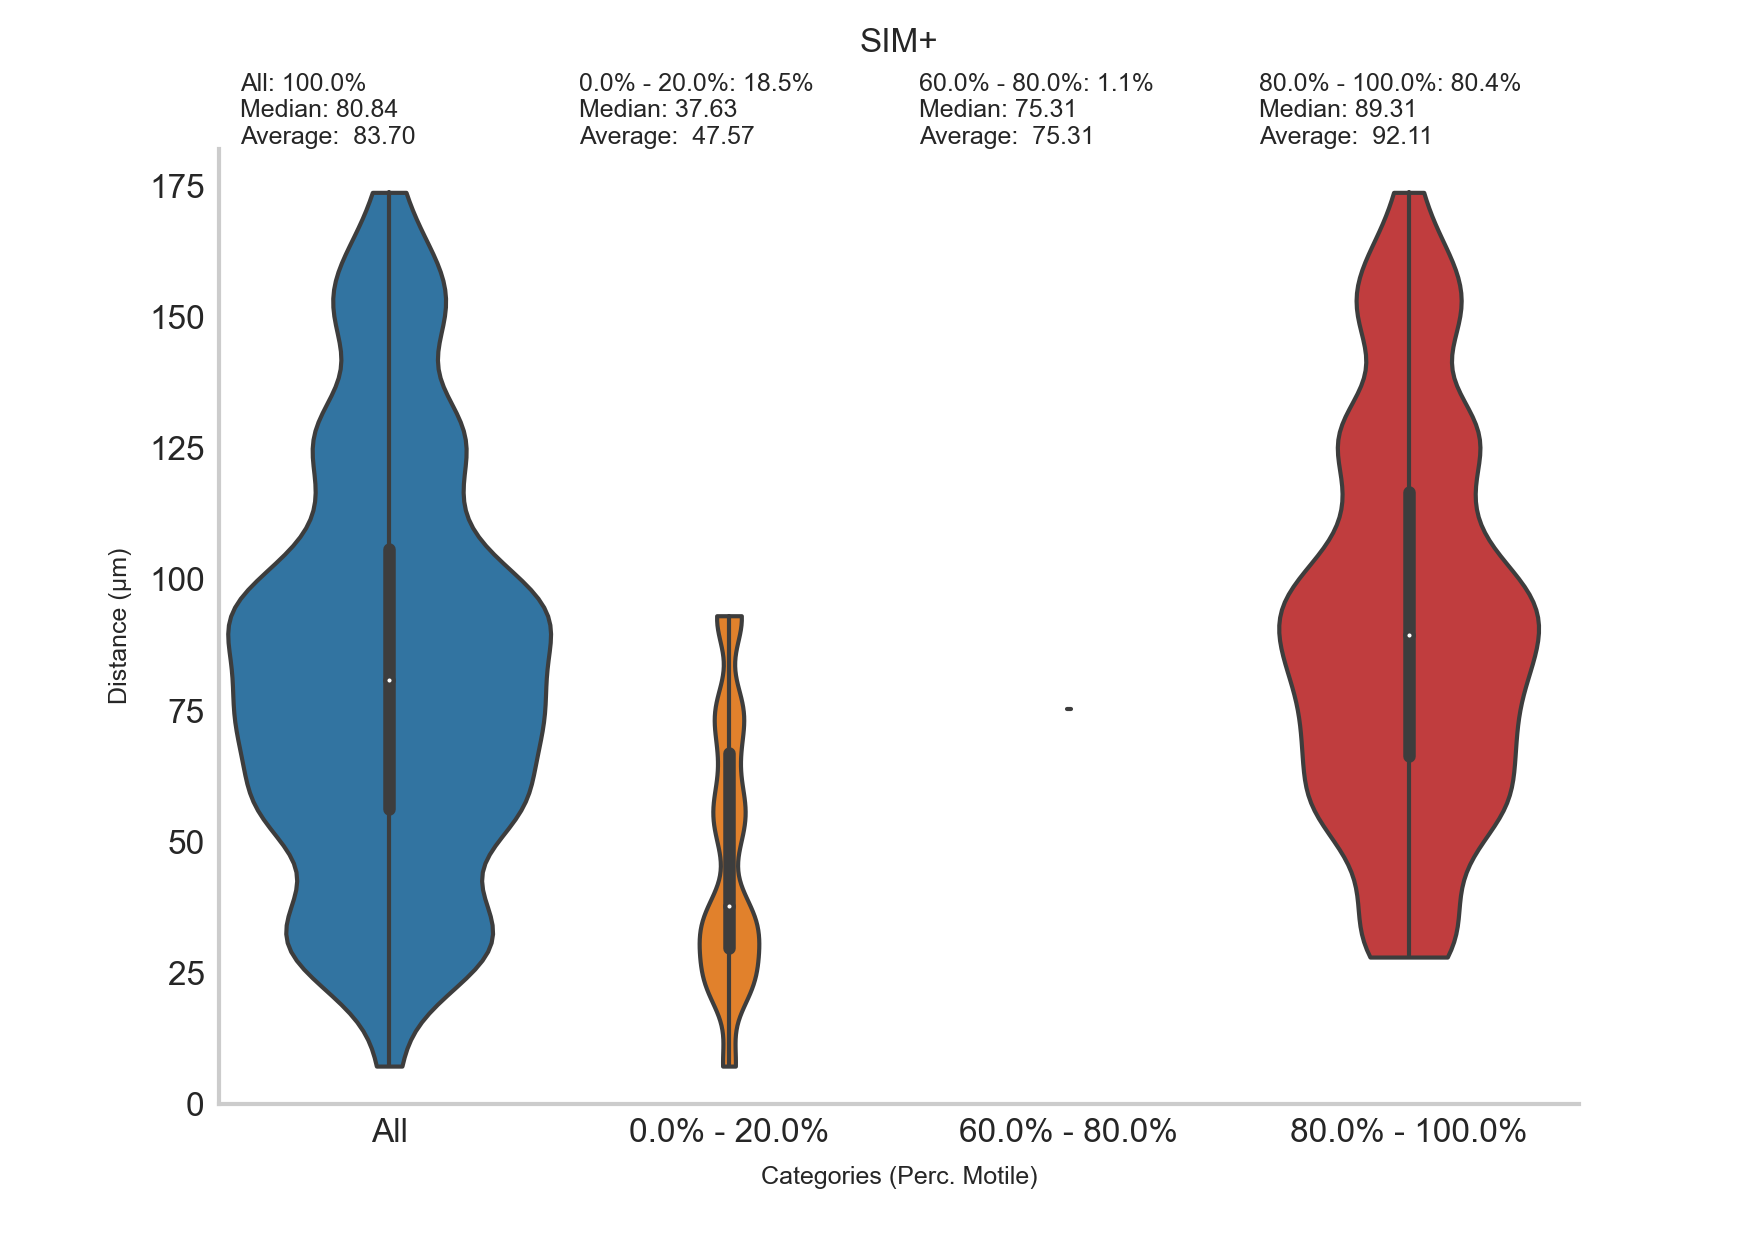 SIM+
All: 100.0%
Median: 80.84
Average:  83.70
0.0% - 20.0%: 18.5%
Median: 37.63
Average:  47.57
60.0% - 80.0%: 1.1%
Median: 75.31
Average:  75.31
80.0% - 100.0%: 80.4%
Median: 89.31
Average:  92.11
175
150
125
100
75
50
25
0
Distance (μm)
All
0.0% - 20.0%
60.0% - 80.0%
80.0% - 100.0%
Categories (Perc. Motile)